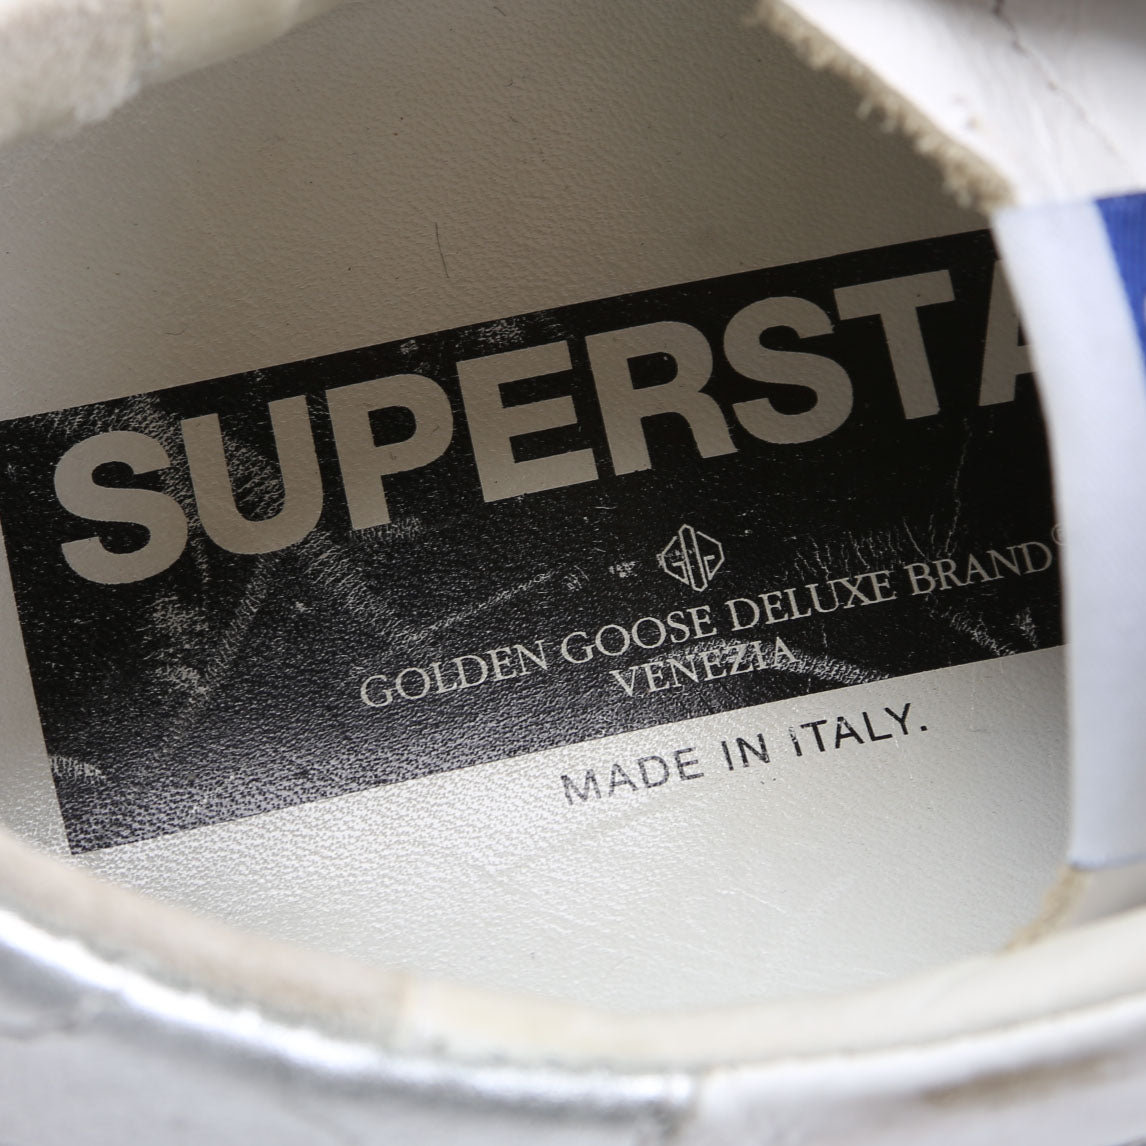 SUPERSTA
GOLDEN GOOSE DELUXE BRAND®
VENEZIA
MADE IN ITALY.